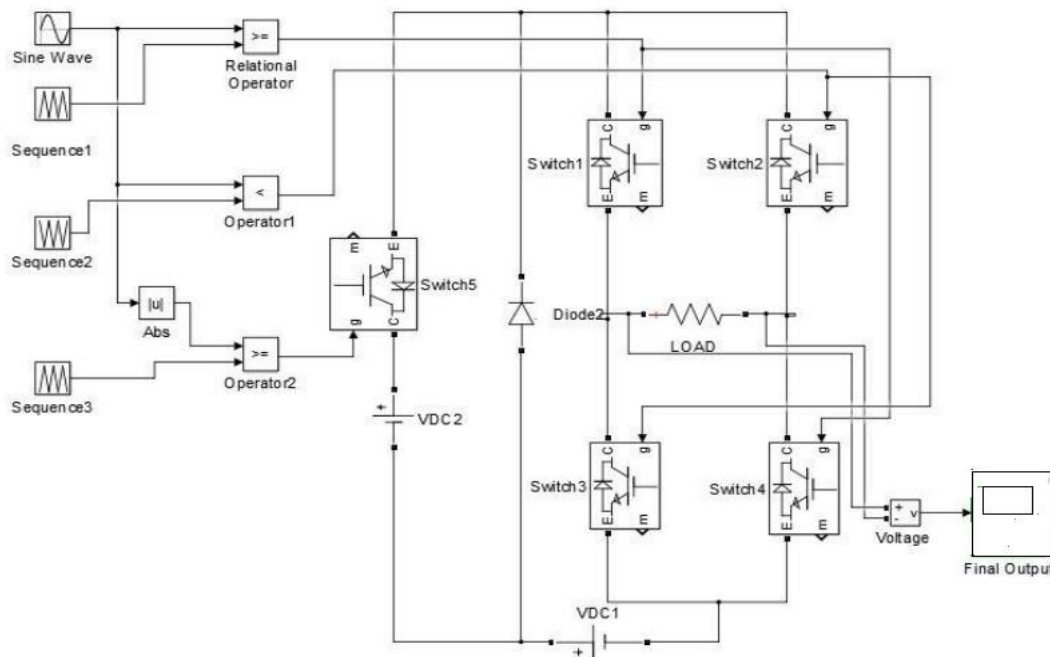 Sine Wave
>=
Relational
Operator
Sequence1
<
Operator1
Sequence2
|u|
Abs
>=
Operator2
Sequence3
m
E
g
C
Switch5
+
VDC2
Diode2
C
g
E
m
Switch1
C
g
E
m
Switch2
+
LOAD
C
g
E
m
Switch3
C
g
E
m
Switch4
+
-
v
Voltage
Final Output
VDC1
+